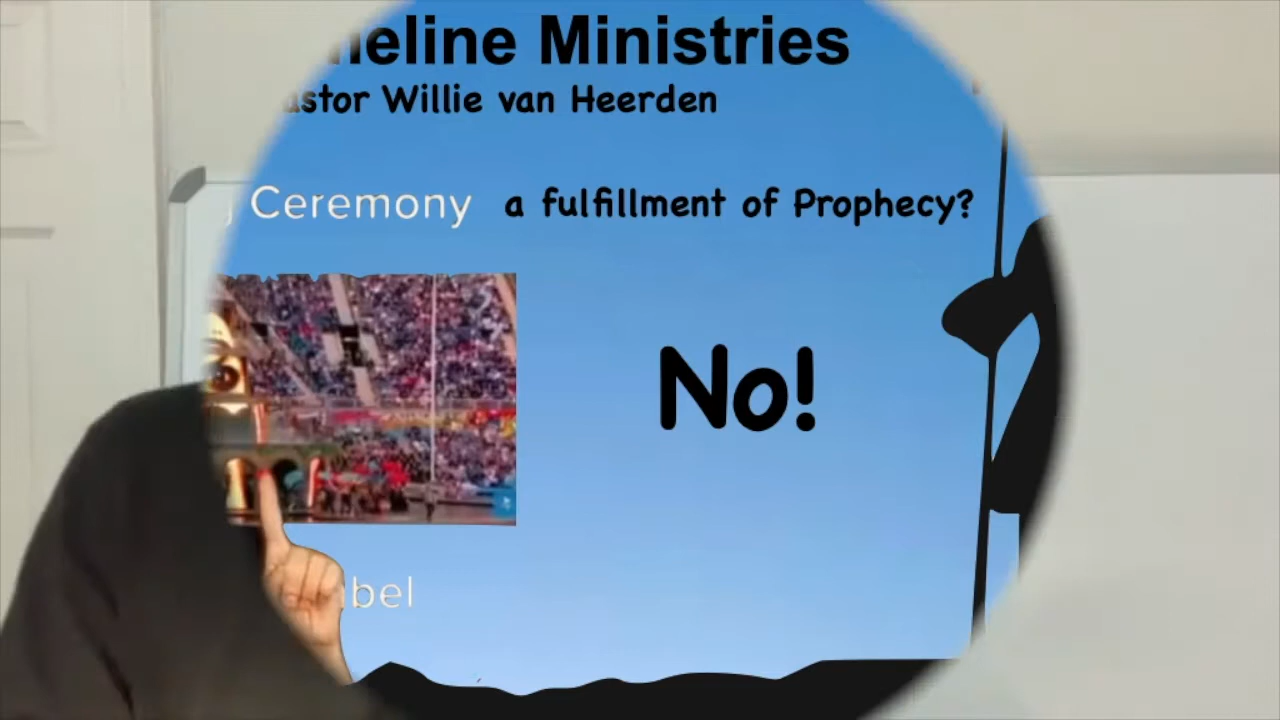 Ministries
Willie van Heerden
Ceremony a fulfillment of Prophecy?
No!